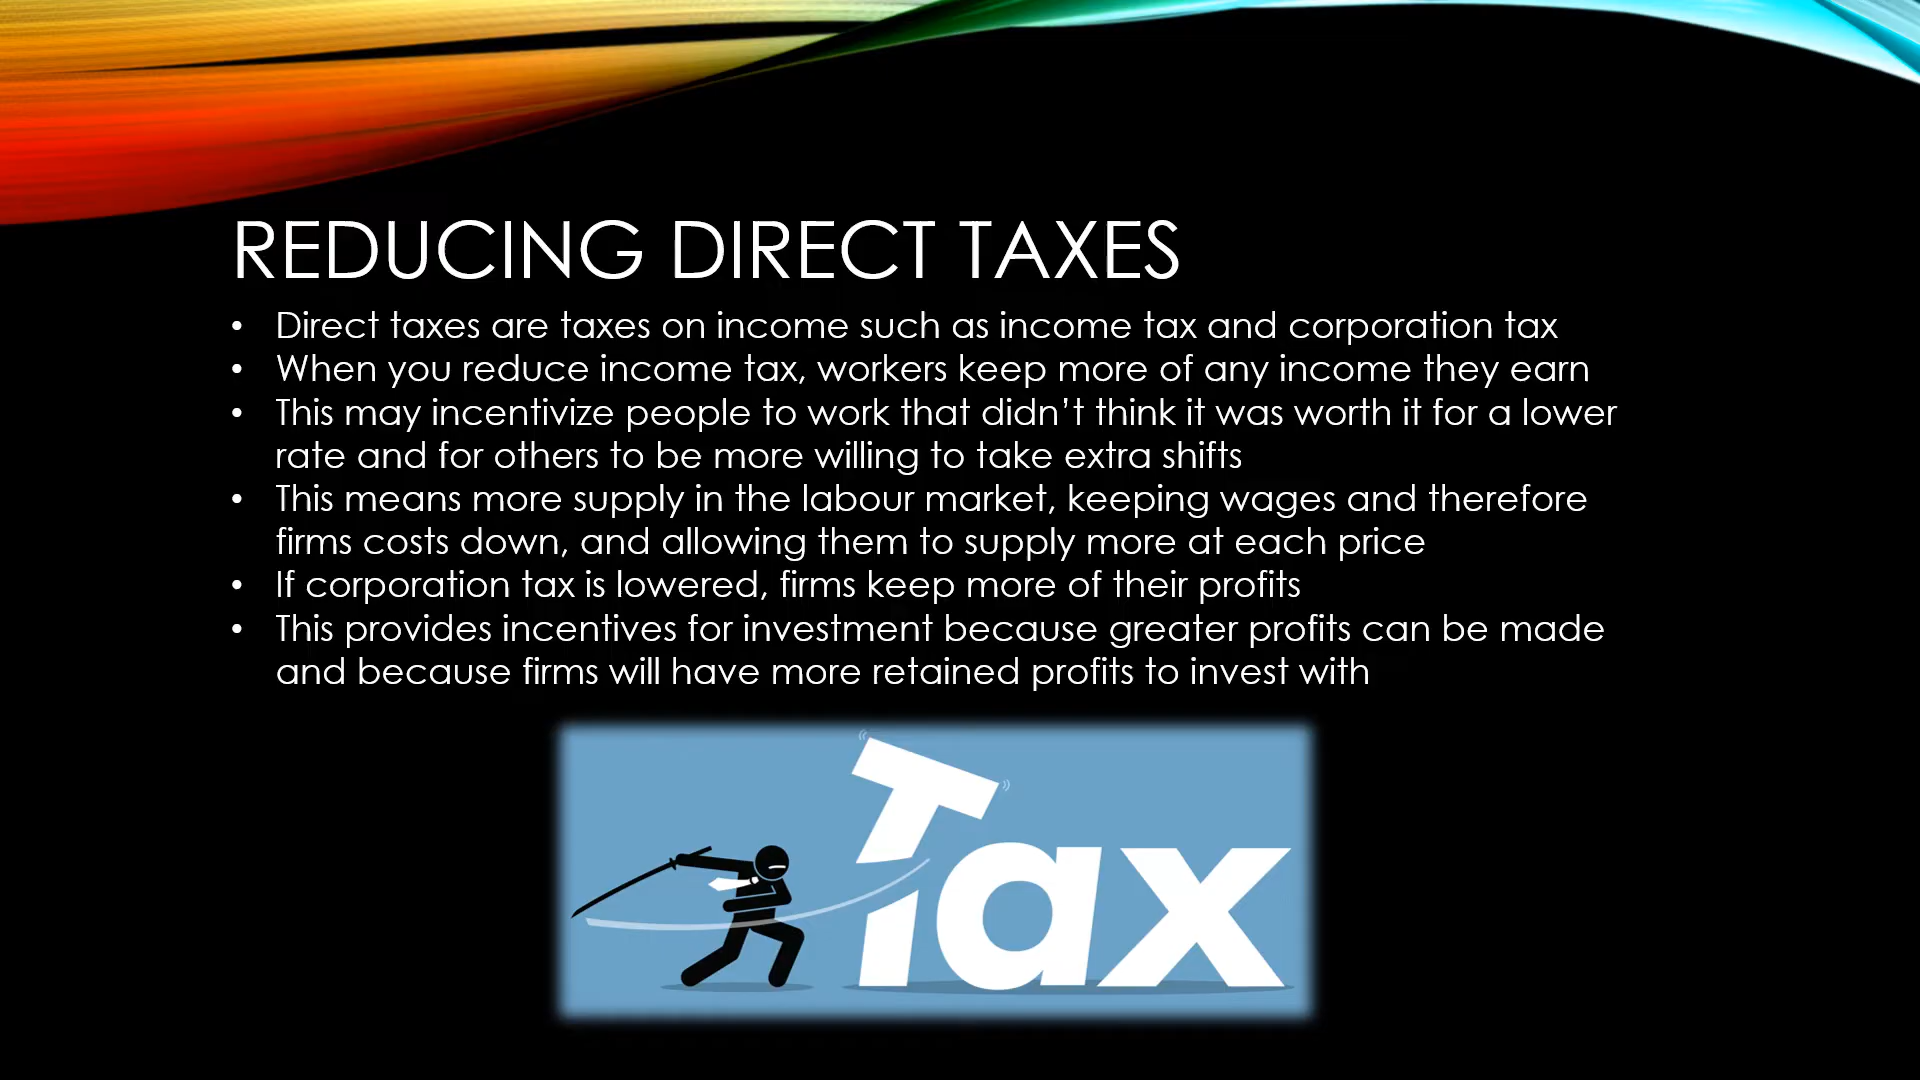 REDUCING DIRECT TAXES
• Direct taxes are taxes on income such as income tax and corporation tax
• When you reduce income tax, workers keep more of any income they earn
• This may incentivize people to work that didn’t think it was worth it for a lower
rate and for others to be more willing to take extra shifts
• This means more supply in the labour market, keeping wages and therefore
firms costs down, and allowing them to supply more at each price
• If corporation tax is lowered, firms keep more of their profits
• This provides incentives for investment because greater profits can be made
and because firms will have more retained profits to invest with
Tax